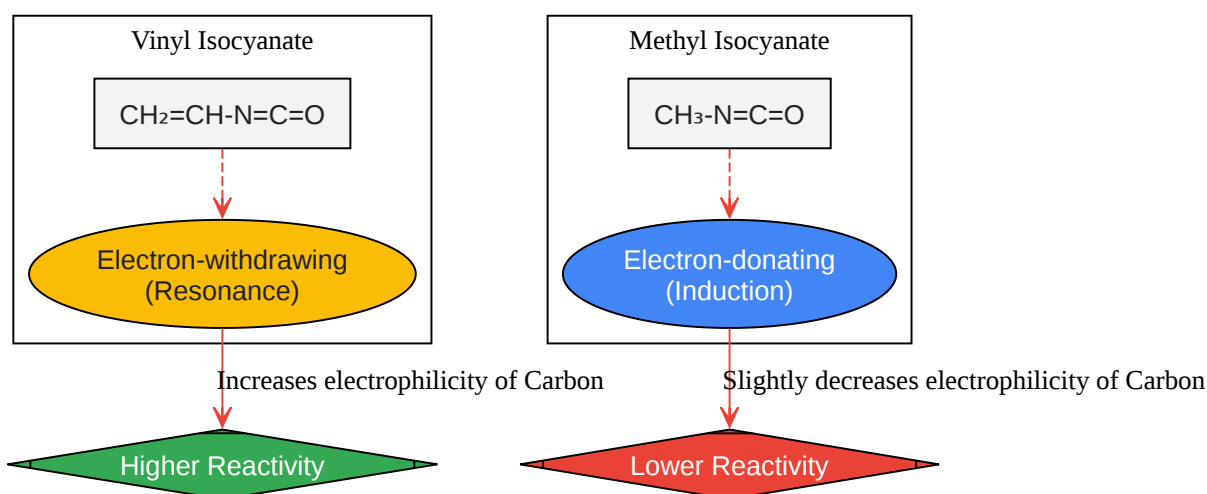 Vinyl Isocyanate
CH₂=CH-N=C=O
Electron-withdrawing
(Resonance)
Increases electrophilicity of Carbon
Higher Reactivity
Methyl Isocyanate
CH₃-N=C=O
Electron-donating
(Induction)
Slightly decreases electrophilicity of Carbon
Lower Reactivity